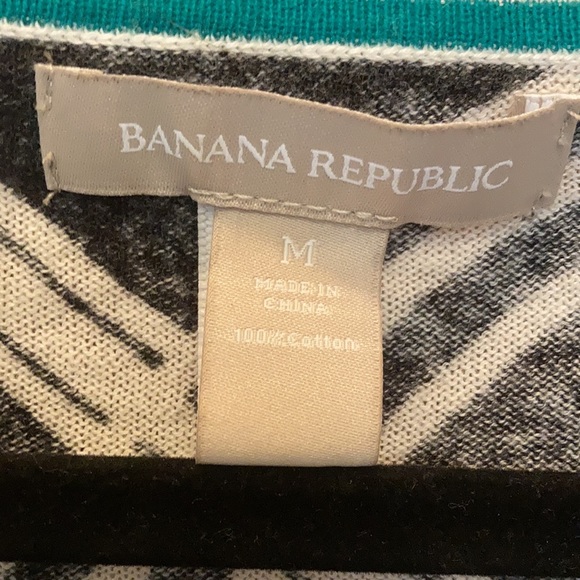 BANANA REPUBLIC
M
MADE IN
CHINA
100% Cotton